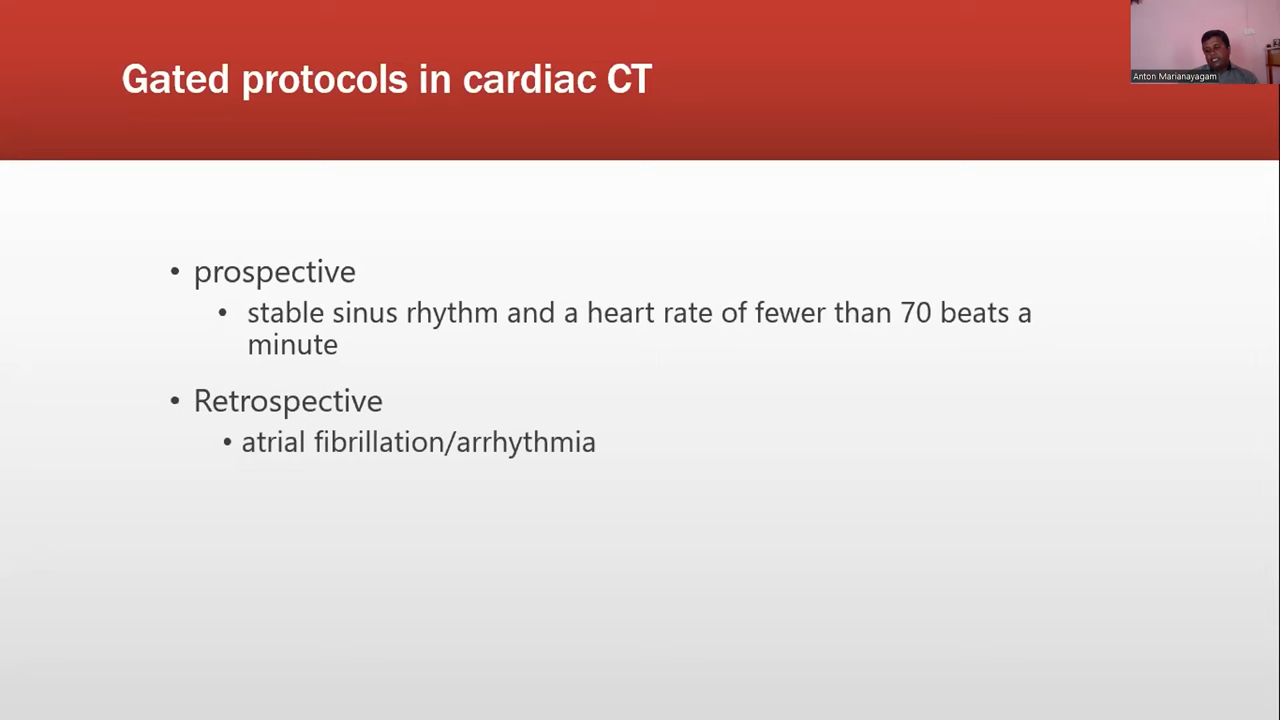 Gated protocols in cardiac CT
Anton Marianayagam
• prospective
• stable sinus rhythm and a heart rate of fewer than 70 beats a
minute
• Retrospective
• atrial fibrillation/arrhythmia